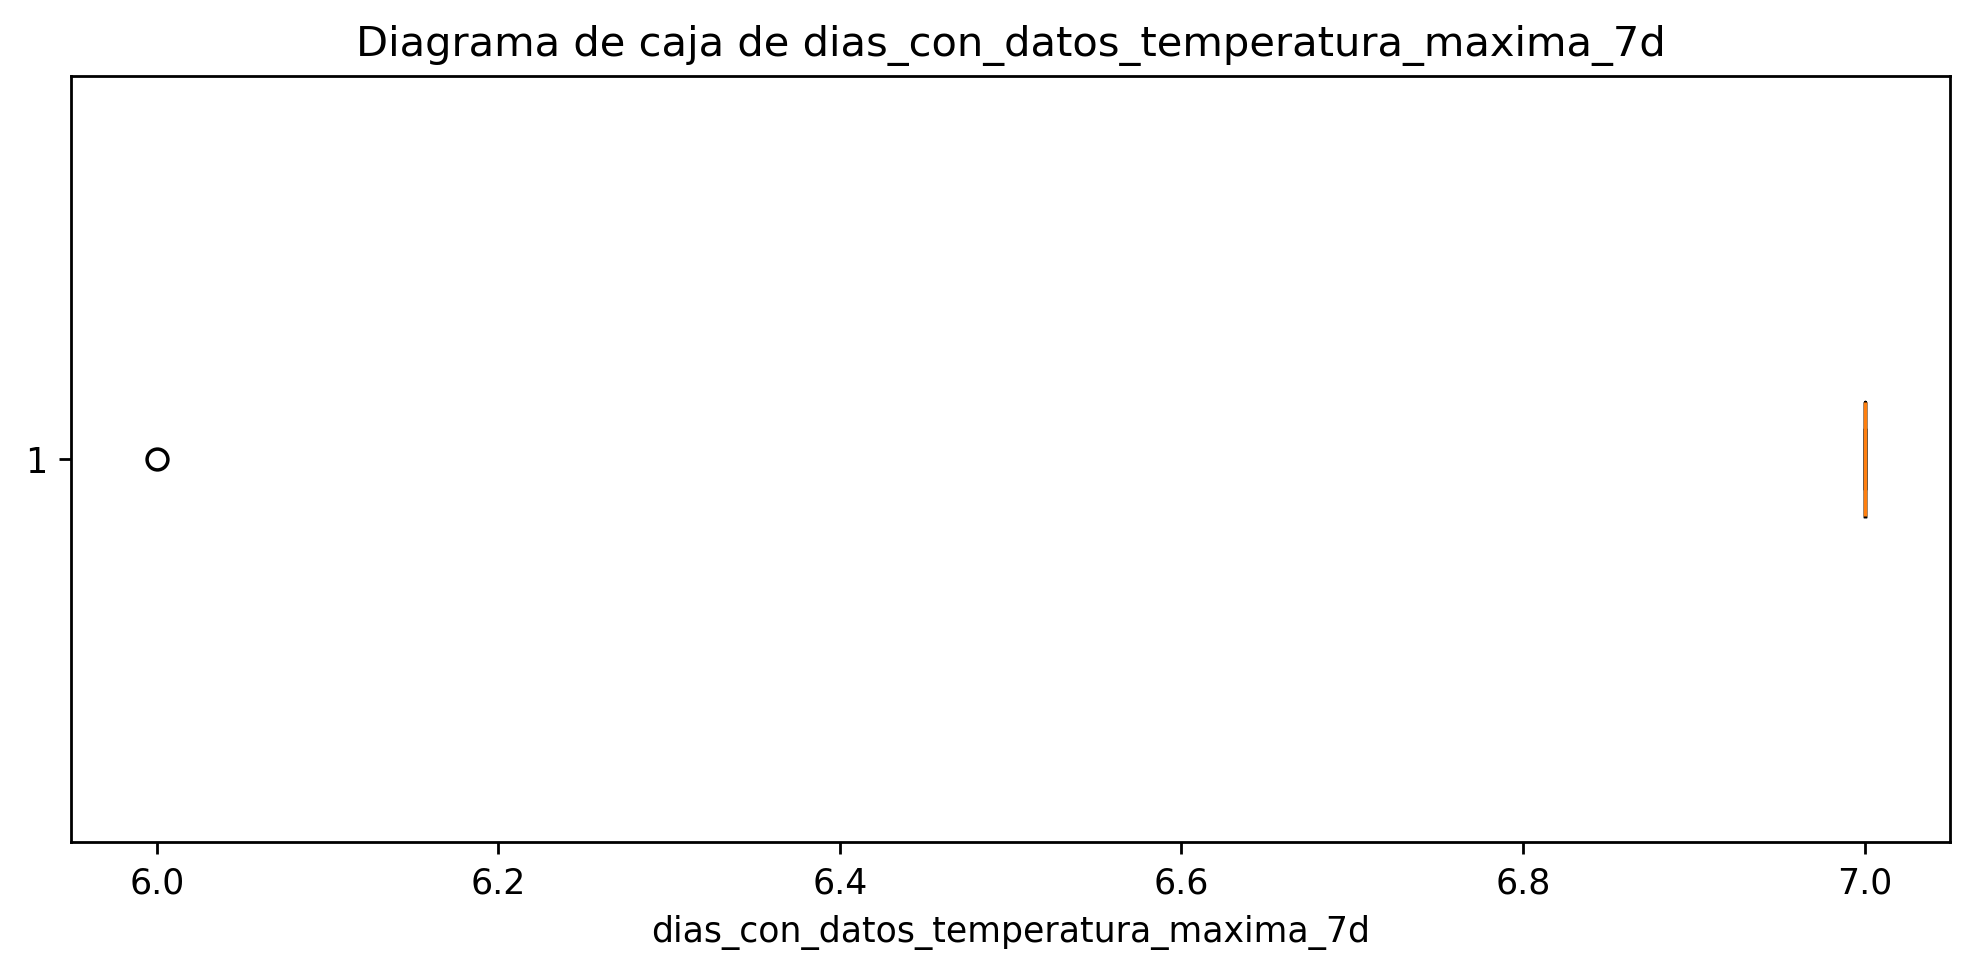 Diagrama de caja de dias_con_datos_temperatura_maxima_7d
1
6.0 6.2 6.4 6.6 6.8 7.0
dias_con_datos_temperatura_maxima_7d